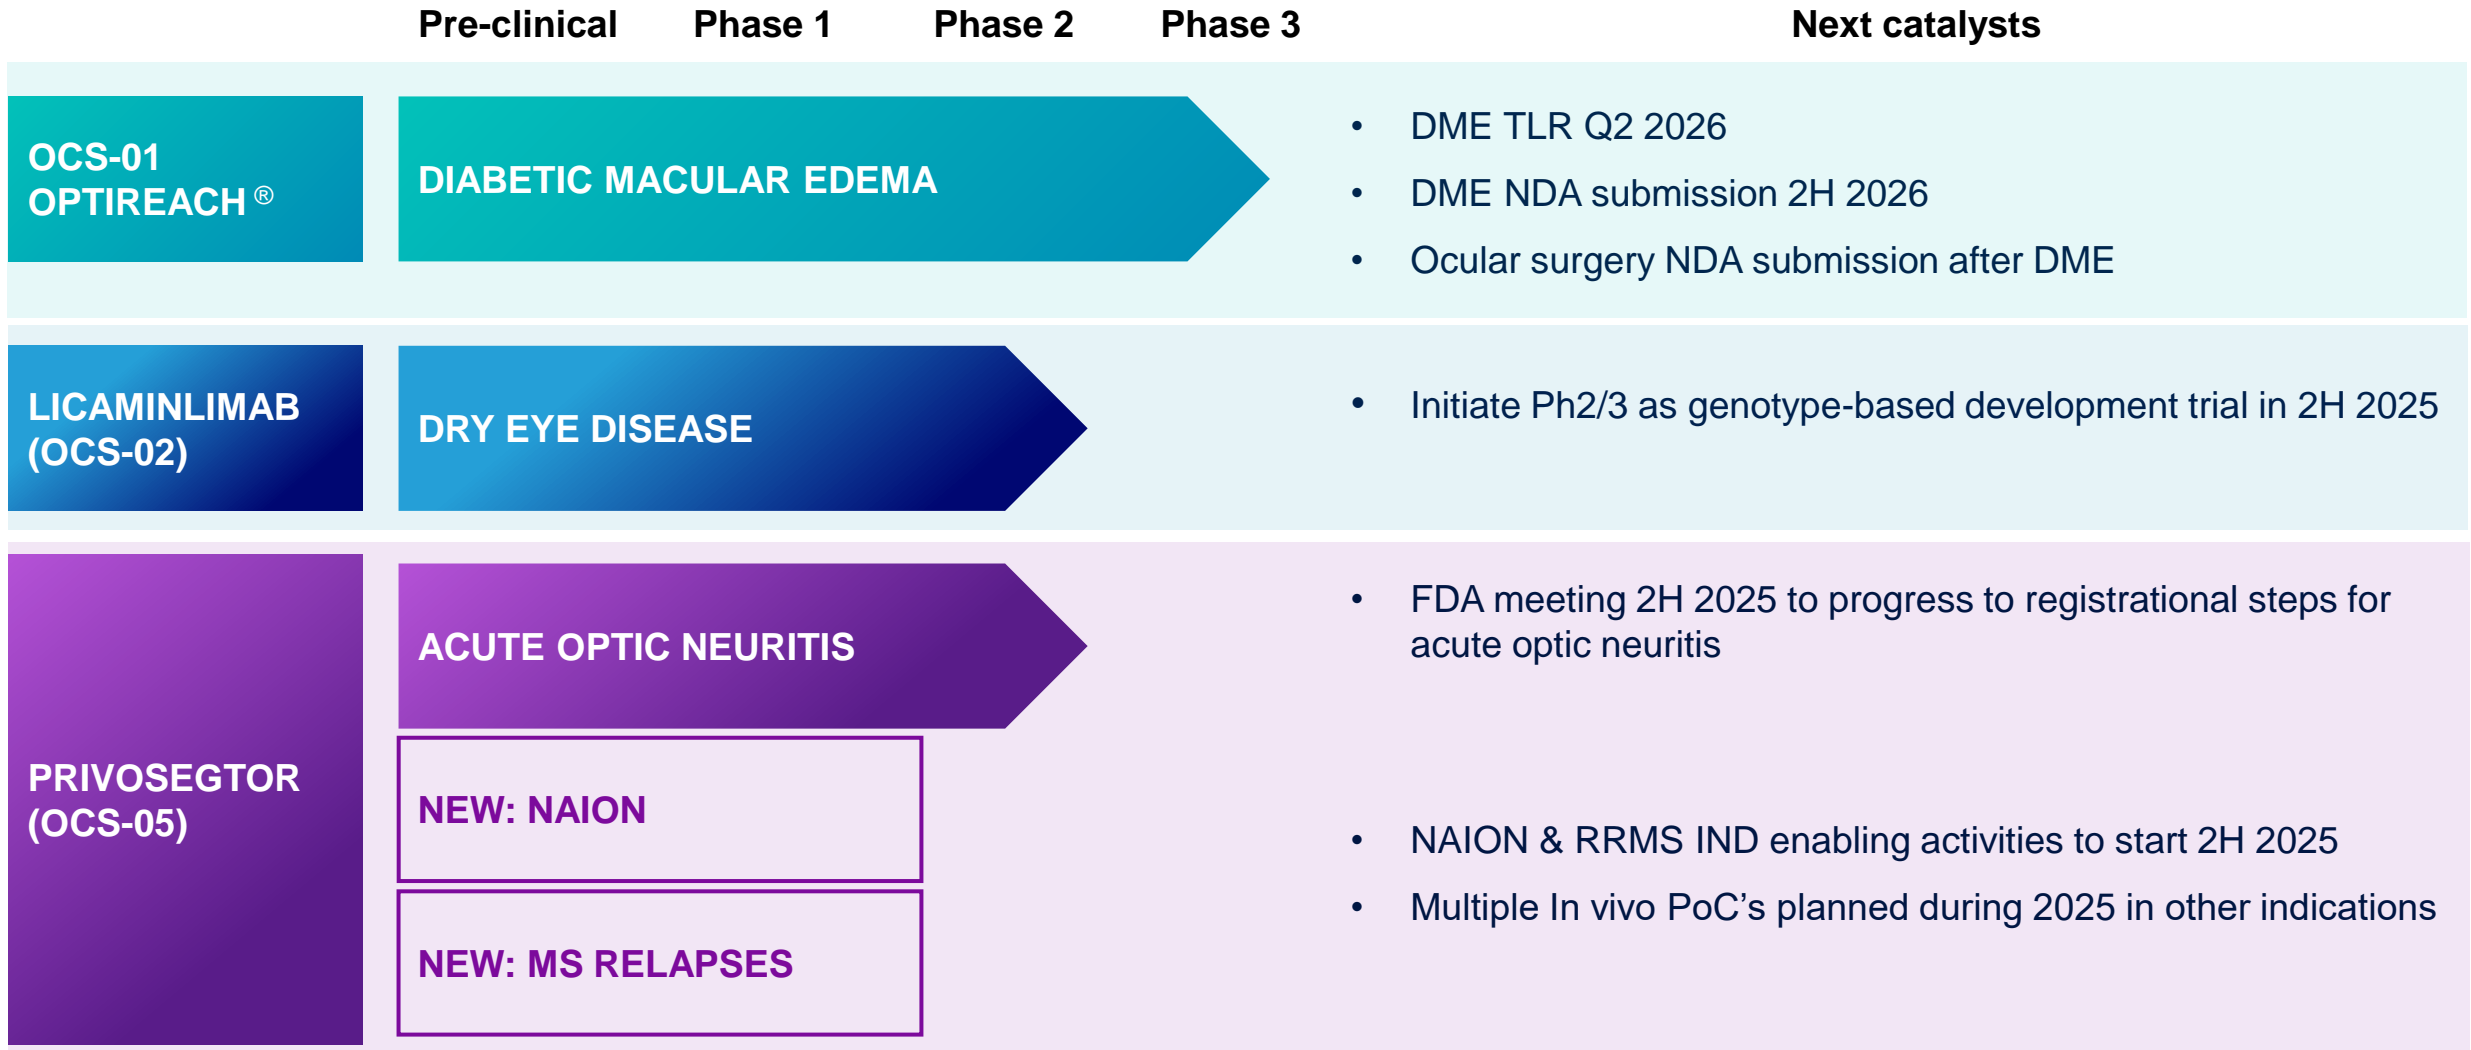 Pre-clinical Phase 1 Phase 2 Phase 3 Next catalysts
OCS-01
OPTIREACH ®
DIABETIC MACULAR EDEMA
• DME TLR Q2 2026
• DME NDA submission 2H 2026
• Ocular surgery NDA submission after DME
LICAMINLIMAB
(OCS-02)
DRY EYE DISEASE
• Initiate Ph2/3 as genotype-based development trial in 2H 2025
PRIVOSEGTOR
(OCS-05)
ACUTE OPTIC NEURITIS
• FDA meeting 2H 2025 to progress to registrational steps for
acute optic neuritis
NEW: NAION
NEW: MS RELAPSES
• NAION & RRMS IND enabling activities to start 2H 2025
• Multiple In vivo PoC’s planned during 2025 in other indications